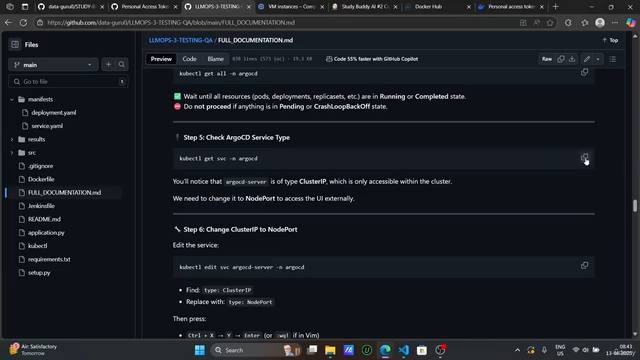 data-guru0/STUDY-
Personal Access Token
LLMOPS-3-TESTING-QA
VM instances – Compu
Study Buddy AI #2 Co
Docker Hub
Personal access token
https://github.com/data-guru0/LLMOPS-3-TESTING-QA/blob/main/FULL_DOCUMENTATION.md
Files
LLMOPS-3-TESTING-QA / FULL_DOCUMENTATION.md
Top
main
Preview
Code
Blame
Code 55% faster with GitHub Copilot
Raw
Go to file
kubectl get all -n argocd
manifests
deployment.yaml
service.yaml
results
src
.gitignore
Dockerfile
FULL_DOCUMENTATION.md
Jenkinsfile
README.md
application.py
kubectl
requirements.txt
setup.py
Wait until all resources (pods, deployments, replicasets, etc.) are in Running or Completed state.
Do not proceed if anything is in Pending or CrashLoopBackOff state.
Step 5: Check ArgoCD Service Type
kubectl get svc -n argocd
You'll notice that argocd-server is of type ClusterIP, which is only accessible within the cluster.
We need to change it to NodePort to access the UI externally.
Step 6: Change ClusterIP to NodePort
Edit the service:
kubectl edit svc argocd-server -n argocd
Find: type: ClusterIP
Replace with: type: NodePort
Then press:
Ctrl + X → Y → Enter (or :wq! if in Vim)
Air: Satisfactory
Tomorrow
Search
ENG
US
08:43